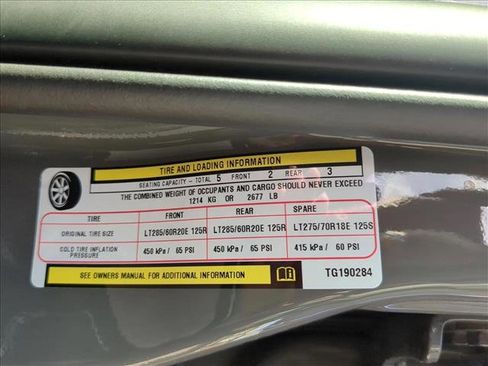 TIRE AND LOADING INFORMATION
SEATING CAPACITY - TOTAL 5 FRONT 2 REAR 3
THE COMBINED WEIGHT OF OCCUPANTS AND CARGO SHOULD NEVER EXCEED
1214 KG OR 2677 LB
TIRE FRONT REAR SPARE
ORIGINAL TIRE SIZE LT285/60R20E 125R LT285/60R20E 125R LT275/70R18E 125S
COLD TIRE INFLATION
PRESSURE 450 kPa / 65 PSI 450 kPa / 65 PSI 415 kPa / 60 PSI
SEE OWNERS MANUAL FOR ADDITIONAL INFORMATION TG190284